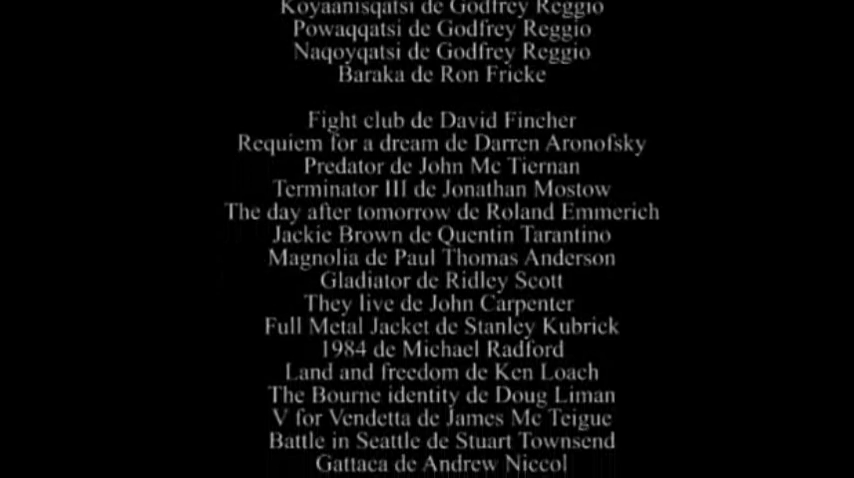 Koyaanisqatsi de Godfrey Reggio
Powaqqatsi de Godfrey Reggio
Naqoyqatsi de Godfrey Reggio
Baraka de Ron Fricke
Fight club de David Fincher
Requiem for a dream de Darren Aronofsky
Predator de John Mc Tiernan
Terminator III de Jonathan Mostow
The day after tomorrow de Roland Emmerich
Jackie Brown de Quentin Tarantino
Magnolia de Paul Thomas Anderson
Gladiator de Ridley Scott
They live de John Carpenter
Full Metal Jacket de Stanley Kubrick
1984 de Michael Radford
Land and freedom de Ken Loach
The Bourne identity de Doug Liman
V for Vendetta de James Mc Teigue
Battle in Seattle de Stuart Townsend
Gattaca de Andrew Niccol